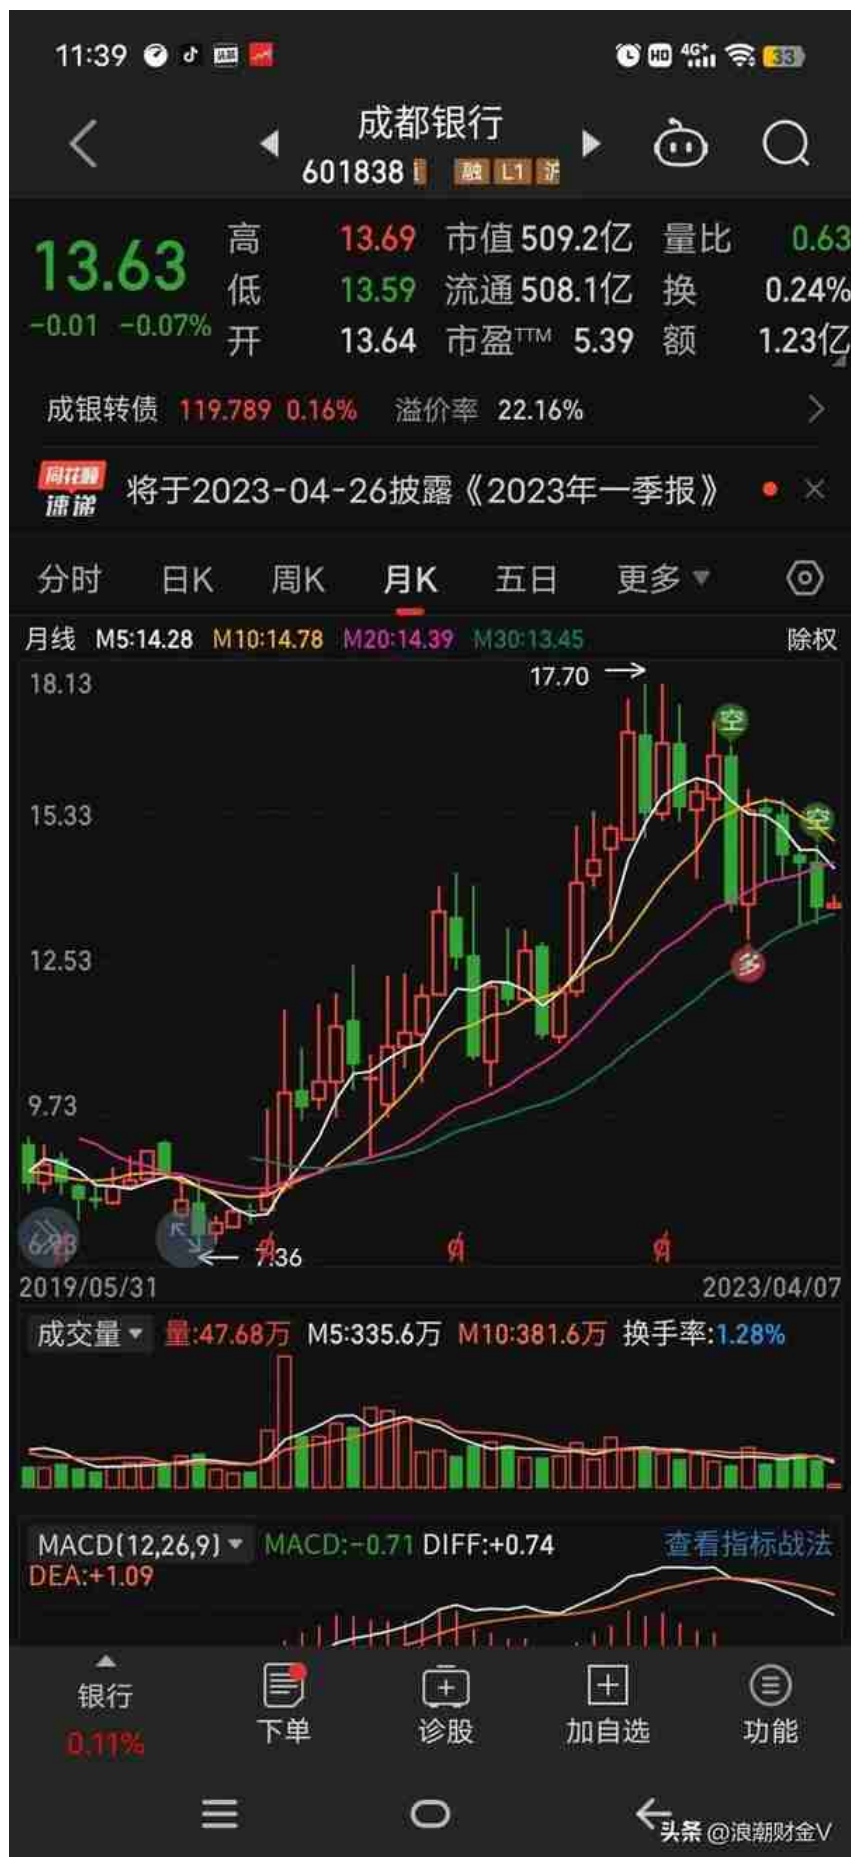 11:39 HD 4G+ 33
成都银行
601838 融 L1 沪
13.63 高 13.69 市值 509.2亿 量比 0.63
低 13.59 流通 508.1亿 换 0.24%
-0.01 -0.07% 开 13.64 市盈TTM 5.39 额 1.23亿
成银转债 119.789 0.16% 溢价率 22.16%
同花顺
速递 将于2023-04-26披露《2023年一季报》
分时 日K 周K 月K 五日 更多
月线 M5:14.28 M10:14.78 M20:14.39 M30:13.45 除权
18.13 17.70
空
15.33 空
12.53 多
9.73
6.93 7.36
2019/05/31 2023/04/07
成交量 量:47.68万 M5:335.6万 M10:381.6万 换手率:1.28%
MACD(12,26,9) MACD:-0.71 DIFF:+0.74 查看指标战法
DEA:+1.09
银行 下单 诊股 加自选 功能
0.11%
头条 @浪潮财金V